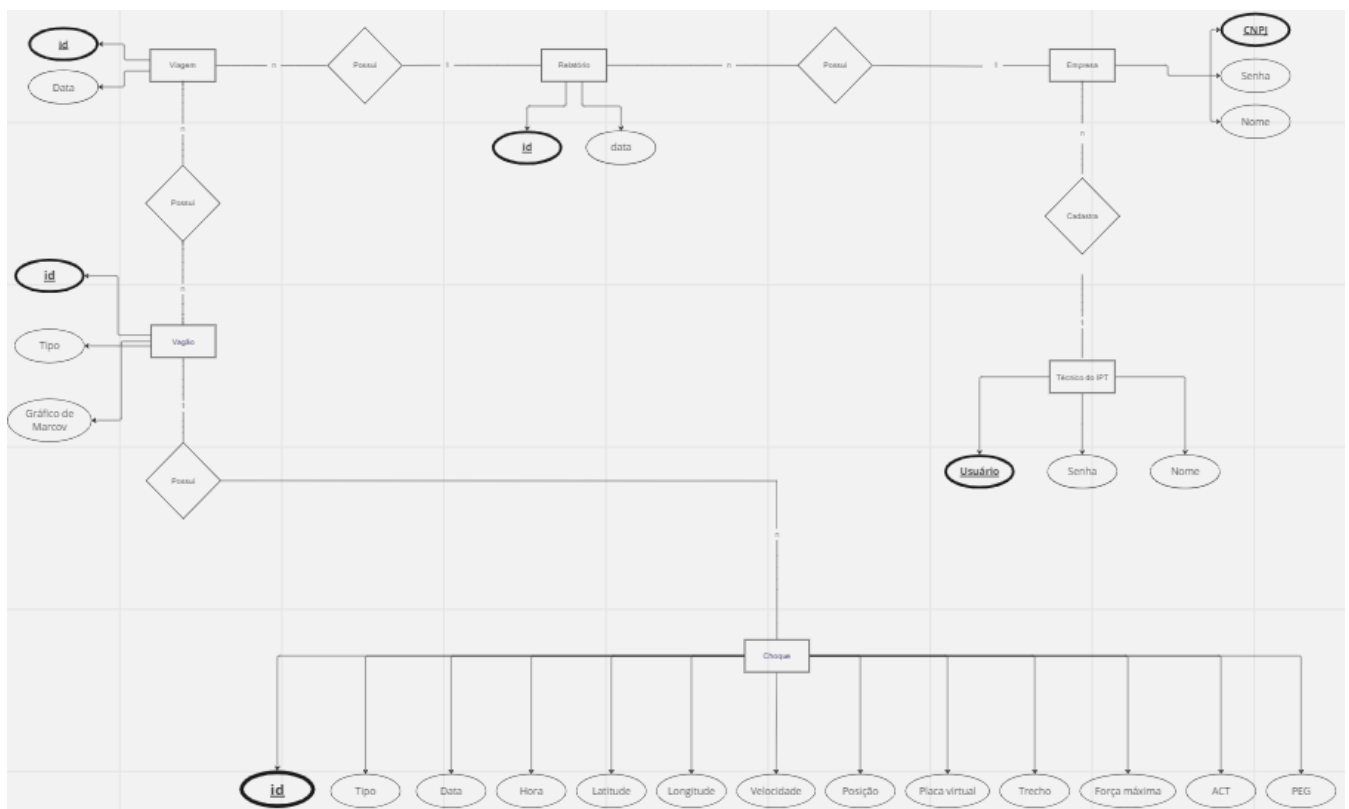 id
Data
Viagem
n
Possui
1
Relatório
n
Possui
1
Empresa
CNPJ
Senha
Nome
id
data
n
Possui
n
n
Cadastra
1
id
Tipo
Gráfico de
Marcov
Vagão
1
Possui
Técnico do IPT
Usuário
Senha
Nome
n
Choque
id
Tipo
Data
Hora
Latitude
Longitude
Velocidade
Posição
Placa virtual
Trecho
Força máxima
ACT
PEG